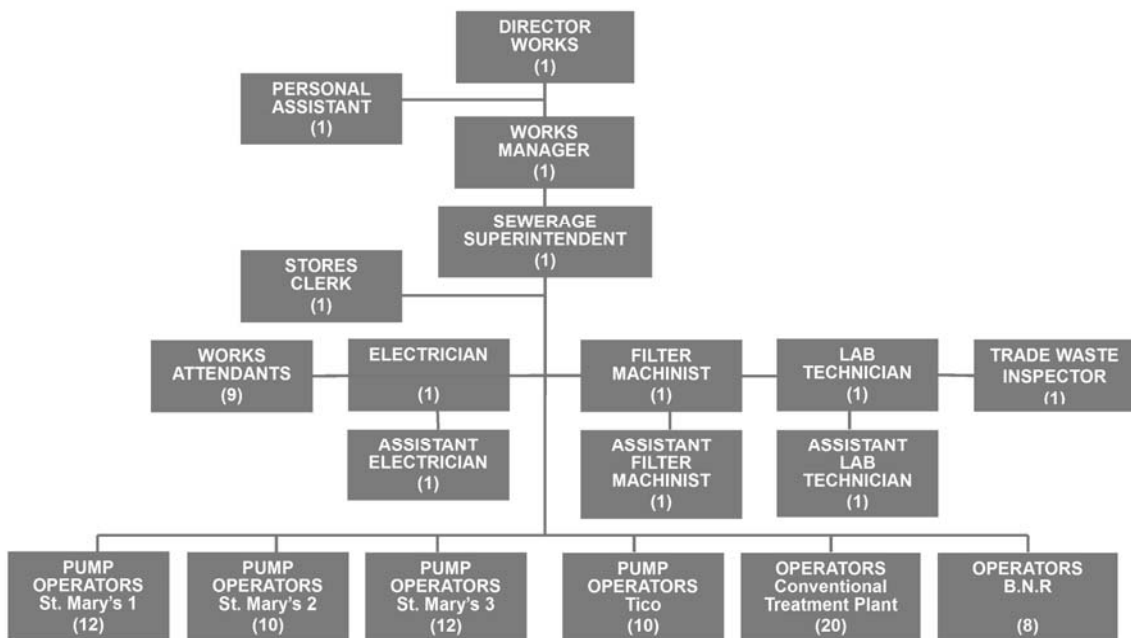 DIRECTOR
WORKS
(1)
PERSONAL
ASSISTANT
(1)
WORKS
MANAGER
(1)
SEWERAGE
SUPERINTENDENT
(1)
STORES
CLERK
(1)
WORKS
ATTENDANTS
(9)
ELECTRICIAN
(1)
FILTER
MACHINIST
(1)
LAB
TECHNICIAN
(1)
TRADE WASTE
INSPECTOR
(1)
ASSISTANT
ELECTRICIAN
(1)
ASSISTANT
FILTER
MACHINIST
(1)
ASSISTANT
LAB
TECHNICIAN
(1)
PUMP
OPERATORS
St. Mary’s 1
(12)
PUMP
OPERATORS
St. Mary’s 2
(10)
PUMP
OPERATORS
St. Mary’s 3
(12)
PUMP
OPERATORS
Tico
(10)
OPERATORS
Conventional
Treatment Plant
(20)
OPERATORS
B.N.R
(8)